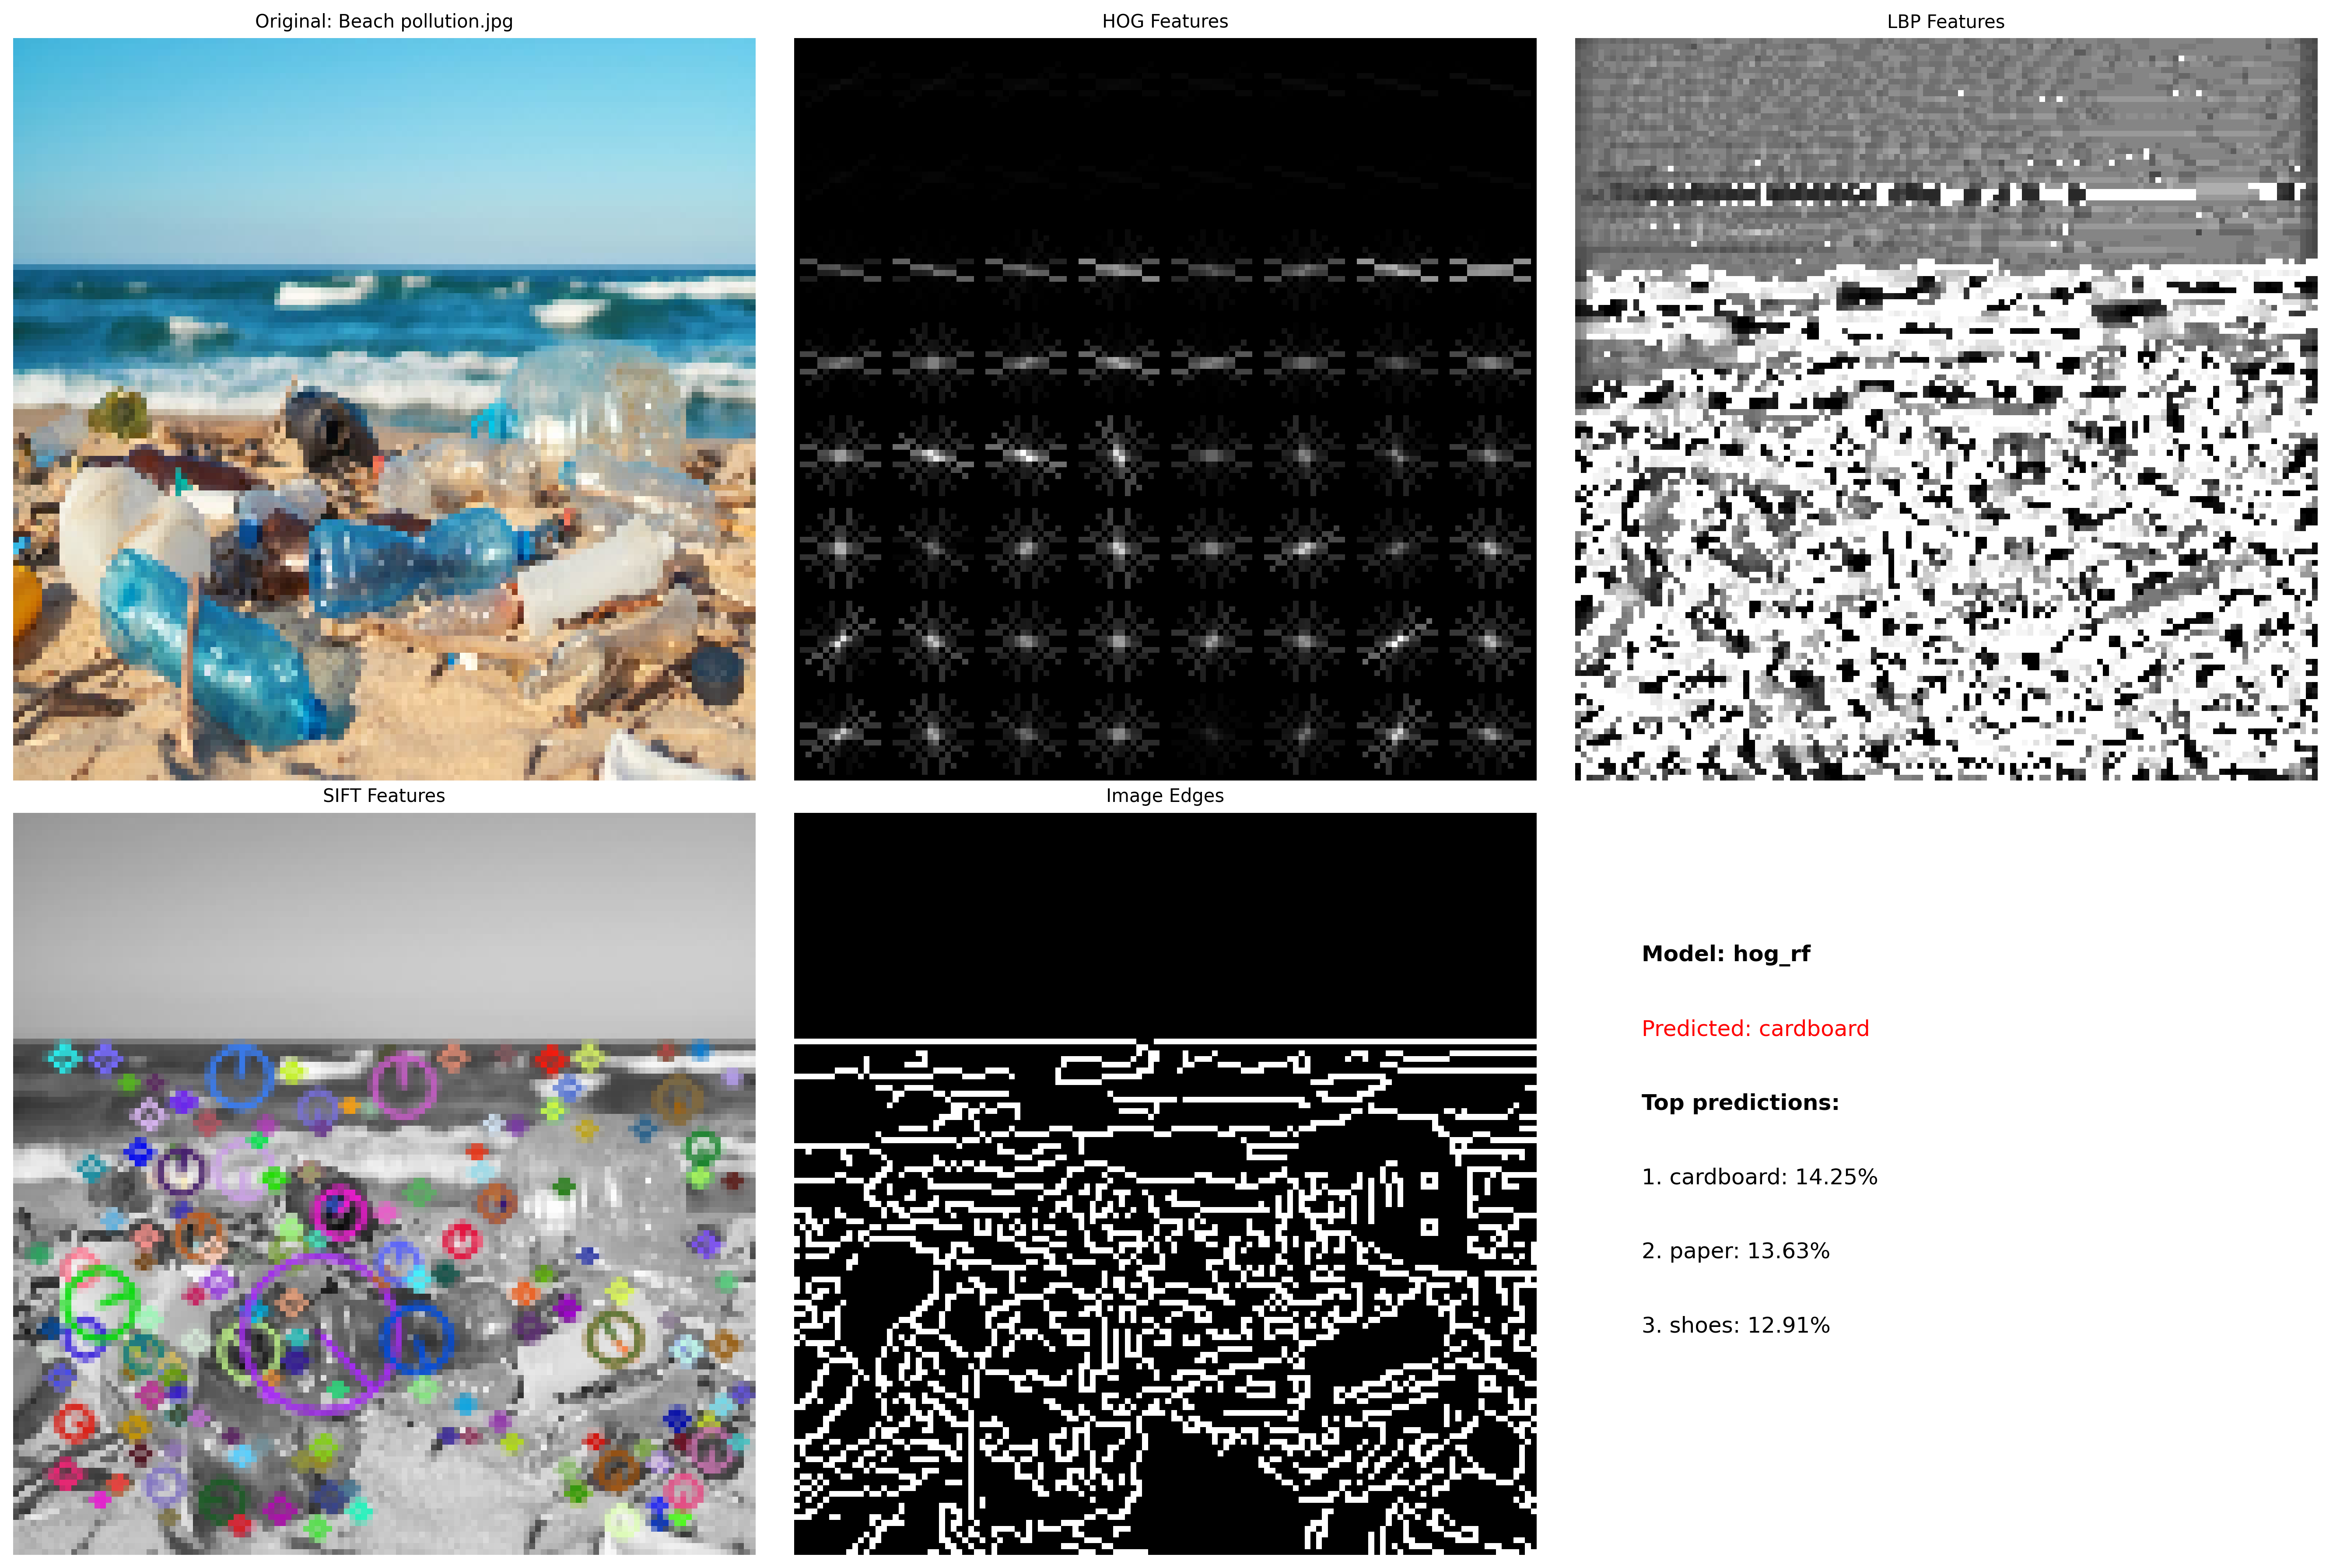 Original: Beach pollution.jpg
HOG Features
LBP Features
SIFT Features
Image Edges
Model: hog_rf
Predicted: cardboard
Top predictions:
1. cardboard: 14.25%
2. paper: 13.63%
3. shoes: 12.91%